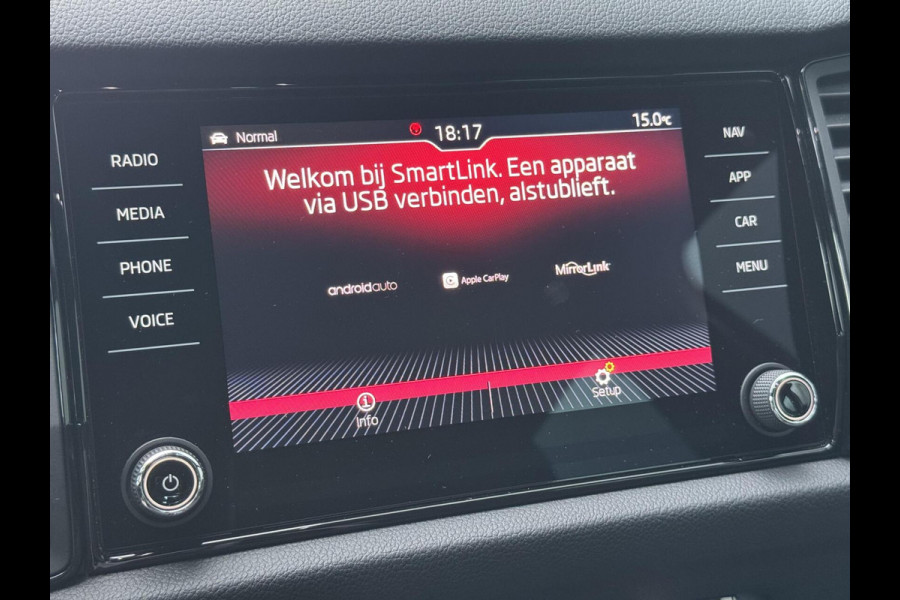 Normal
18:17
15.0℃
Welkom bij SmartLink. Een apparaat
via USB verbinden, alstublieft.
androidauto
Apple CarPlay
MirrorLink
Info
Setup
RADIO
MEDIA
PHONE
VOICE
NAV
APP
CAR
MENU